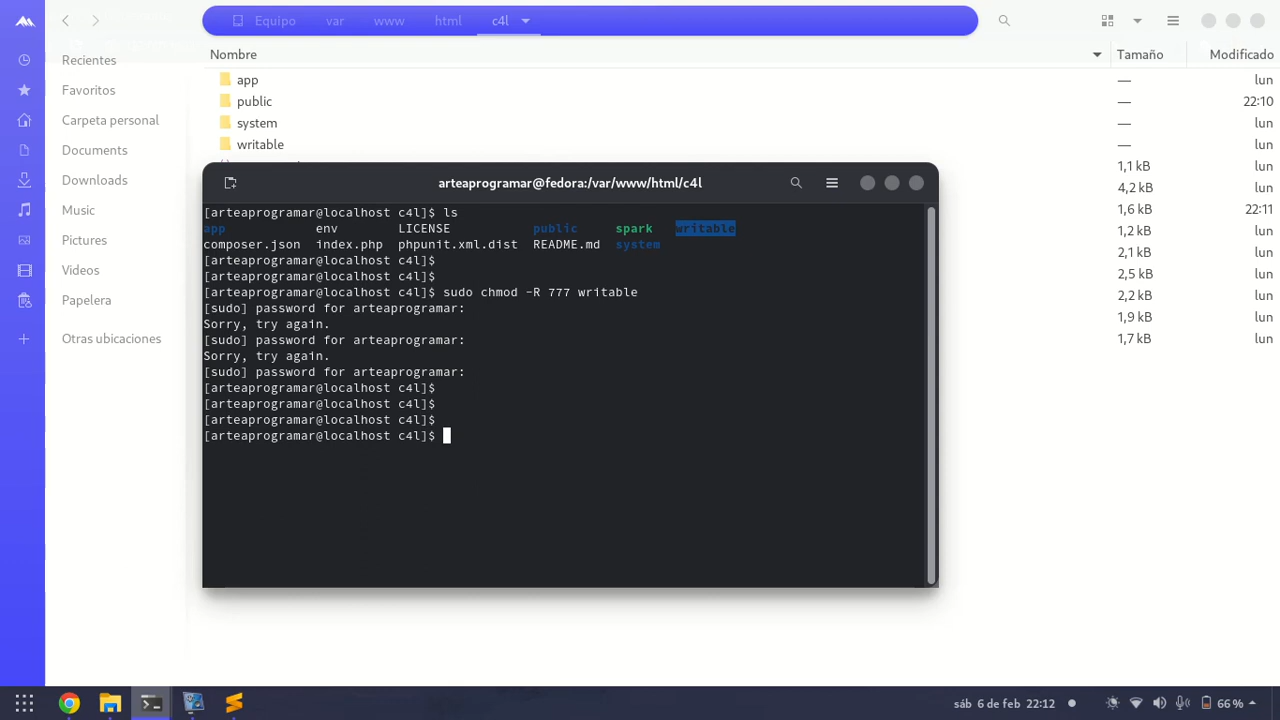 Equipo var www html c4l
Recientes
Favoritos
Carpeta personal
Documents
Downloads
Music
Pictures
Videos
Papelera
Otras ubicaciones
Nombre Tamaño Modificado
app — lun
public — 22:10
system — lun
writable — lun
1,1 kB lun
4,2 kB lun
1,6 kB 22:11
1,2 kB lun
2,1 kB lun
2,5 kB lun
2,2 kB lun
1,9 kB lun
1,7 kB lun
arteaprogramar@fedora:/var/www/html/c4l
[arteaprogramar@localhost c4l]$ ls
app env LICENSE public spark writable
composer.json index.php phpunit.xml.dist README.md system
[arteaprogramar@localhost c4l]$
[arteaprogramar@localhost c4l]$
[arteaprogramar@localhost c4l]$ sudo chmod -R 777 writable
[sudo] password for arteaprogramar:
Sorry, try again.
[sudo] password for arteaprogramar:
Sorry, try again.
[sudo] password for arteaprogramar:
[arteaprogramar@localhost c4l]$
[arteaprogramar@localhost c4l]$
[arteaprogramar@localhost c4l]$
[arteaprogramar@localhost c4l]$
sáb 6 de feb 22:12 66 %